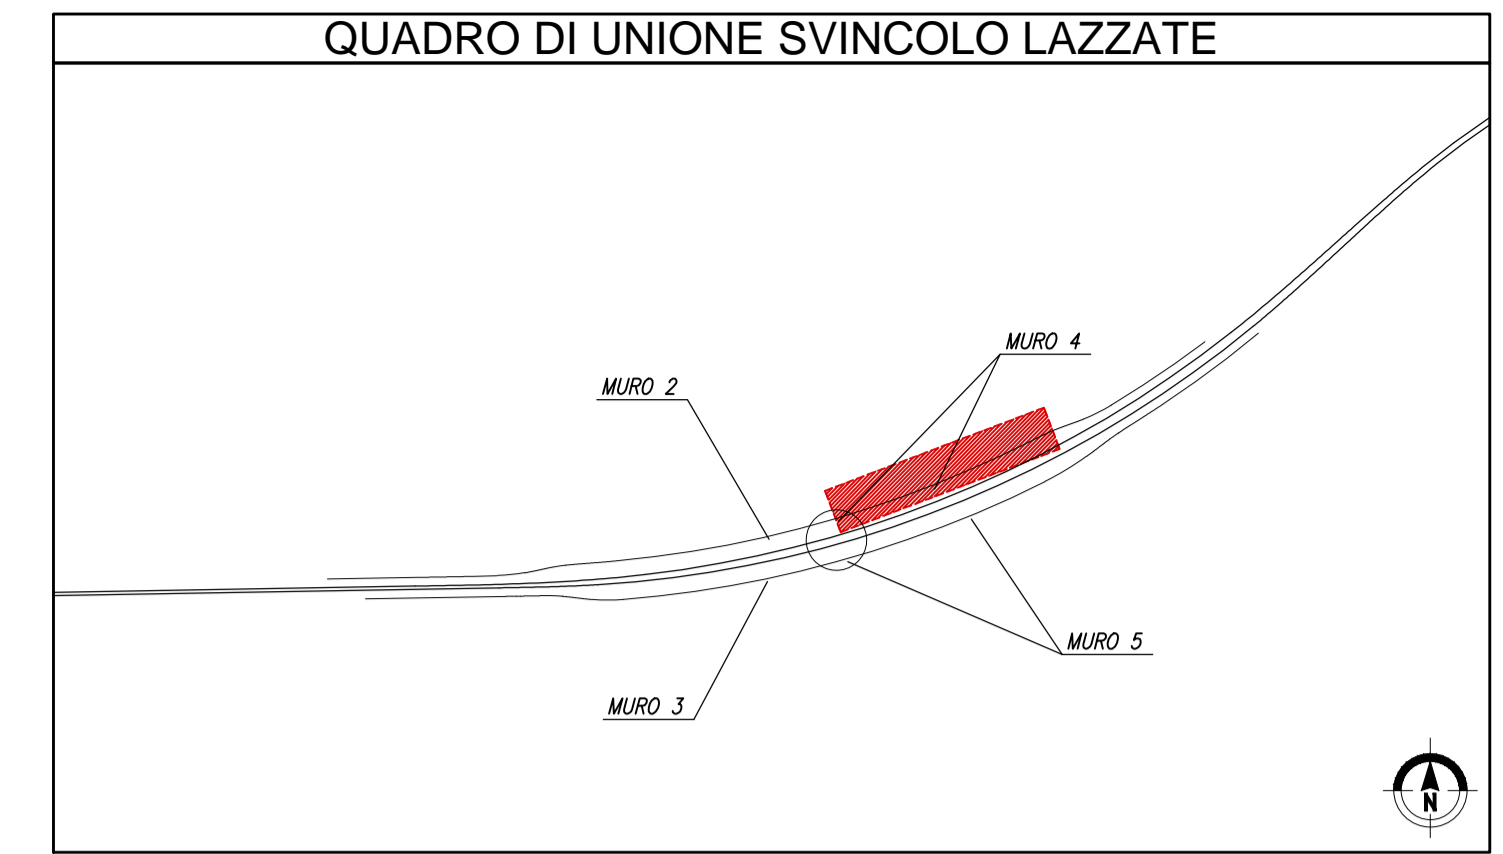 QUADRO DI UNIONE SVINCOLO LAZZATE
MURO 4
MURO 2
MURO 5
MURO 3
N